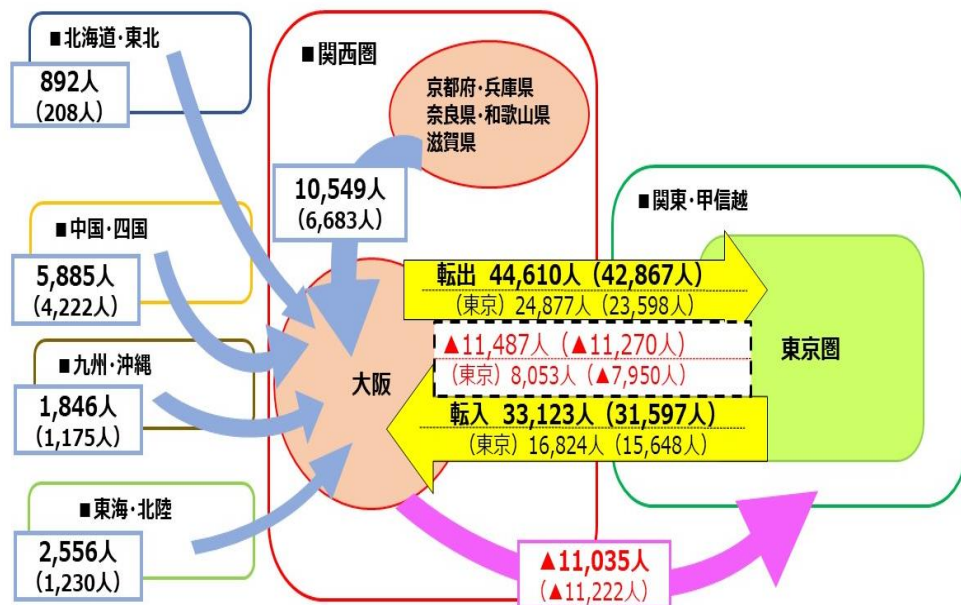 ■北海道・東北
892人
(208人)
■中国・四国
5,885人
(4,222人)
■九州・沖縄
1,846人
(1,175人)
■東海・北陸
2,556人
(1,230人)
■関西圏
京都府・兵庫県
奈良県・和歌山県
滋賀県
10,549人
(6,683人)
大阪
転出 44,610人(42,867人)
(東京) 24,877人(23,598人)
▲11,487人(▲11,270人)
(東京) 8,053人(▲7,950人)
転入 33,123人(31,597人)
(東京) 16,824人(15,648人)
■関東・甲信越
東京圏
▲11,035人
(▲11,222人)